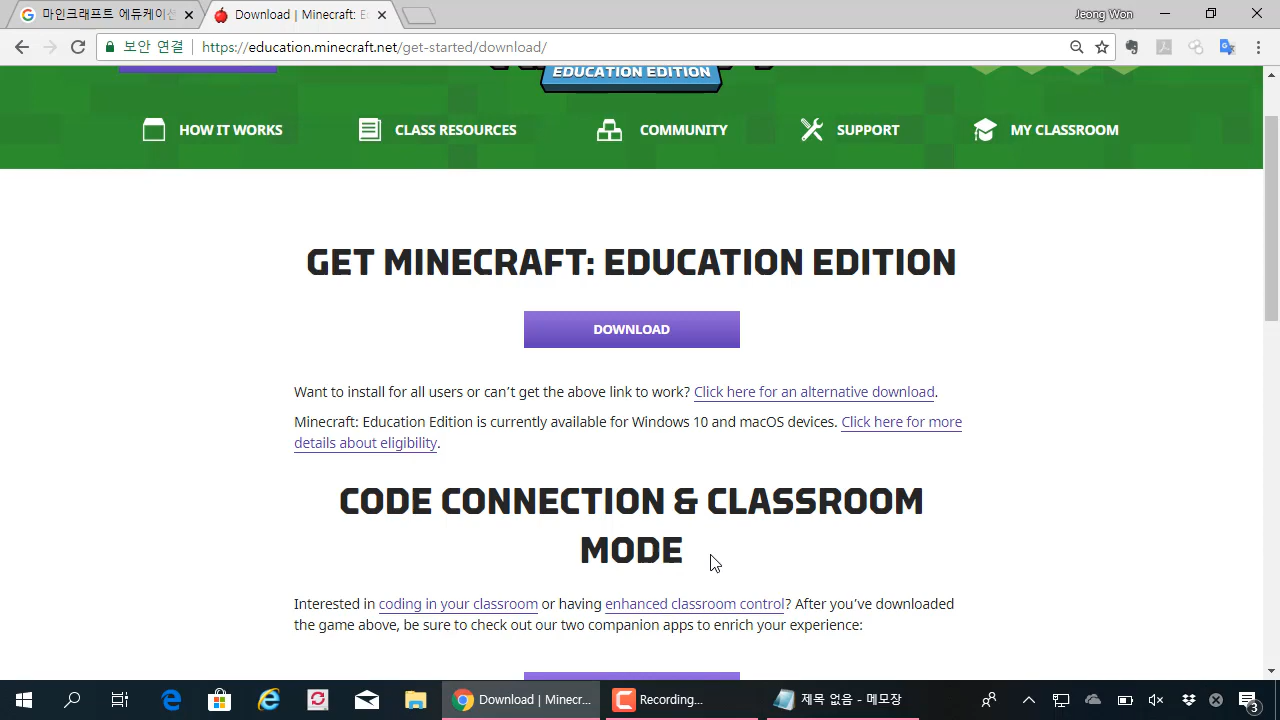 마인크래프트 에듀케이션
Download | Minecraft: Ec
Jeong Won
보안 연결
https://education.minecraft.net/get-started/download/
EDUCATION EDITION
HOW IT WORKS
CLASS RESOURCES
COMMUNITY
SUPPORT
MY CLASSROOM
GET MINECRAFT: EDUCATION EDITION
DOWNLOAD
Want to install for all users or can't get the above link to work? Click here for an alternative download.
Minecraft: Education Edition is currently available for Windows 10 and macOS devices. Click here for more
details about eligibility.
CODE CONNECTION & CLASSROOM
MODE
Interested in coding in your classroom or having enhanced classroom control? After you've downloaded
the game above, be sure to check out our two companion apps to enrich your experience:
Download | Minecr...
Recording...
제목 없음 - 메모장
3